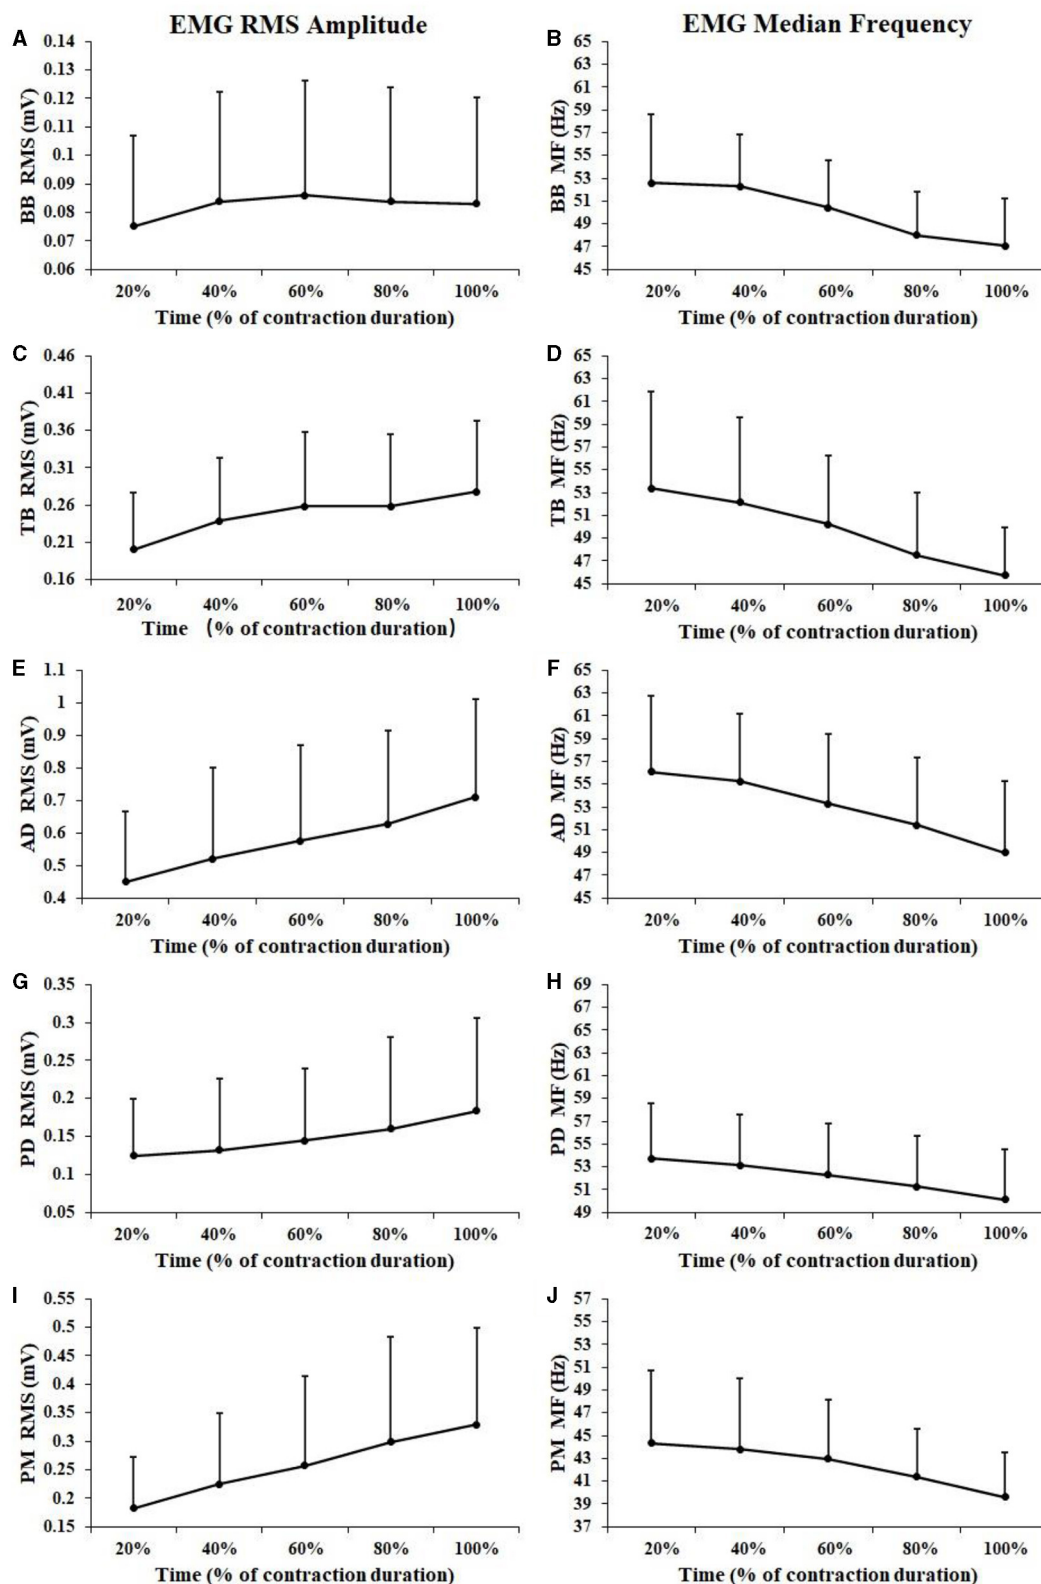 EMG RMS Amplitude
EMG Median Frequency
A
BB RMS (mV)
0.14
0.13
0.12
0.11
0.1
0.09
0.08
0.07
0.06
20% 40% 60% 80% 100%
Time (% of contraction duration)
B
BB MF (Hz)
65
63
61
59
57
55
53
51
49
47
45
20% 40% 60% 80% 100%
Time (% of contraction duration)
C
TB RMS (mV)
0.46
0.41
0.36
0.31
0.26
0.21
0.16
20% 40% 60% 80% 100%
Time (% of contraction duration)
D
TB MF (Hz)
65
63
61
59
57
55
53
51
49
47
45
20% 40% 60% 80% 100%
Time (% of contraction duration)
E
AD RMS (mV)
1.1
1
0.9
0.8
0.7
0.6
0.5
0.4
20% 40% 60% 80% 100%
Time (% of contraction duration)
F
AD MF (Hz)
65
63
61
59
57
55
53
51
49
47
45
20% 40% 60% 80% 100%
Time (% of contraction duration)
G
PD RMS (mV)
0.35
0.3
0.25
0.2
0.15
0.1
0.05
20% 40% 60% 80% 100%
Time (% of contraction duration)
H
PD MF (Hz)
69
67
65
63
61
59
57
55
53
51
49
20% 40% 60% 80% 100%
Time (% of contraction duration)
I
PM RMS (mV)
0.55
0.5
0.45
0.4
0.35
0.3
0.25
0.2
0.15
20% 40% 60% 80% 100%
Time (% of contraction duration)
J
PM MF (Hz)
57
55
53
51
49
47
45
43
41
39
37
20% 40% 60% 80% 100%
Time (% of contraction duration)